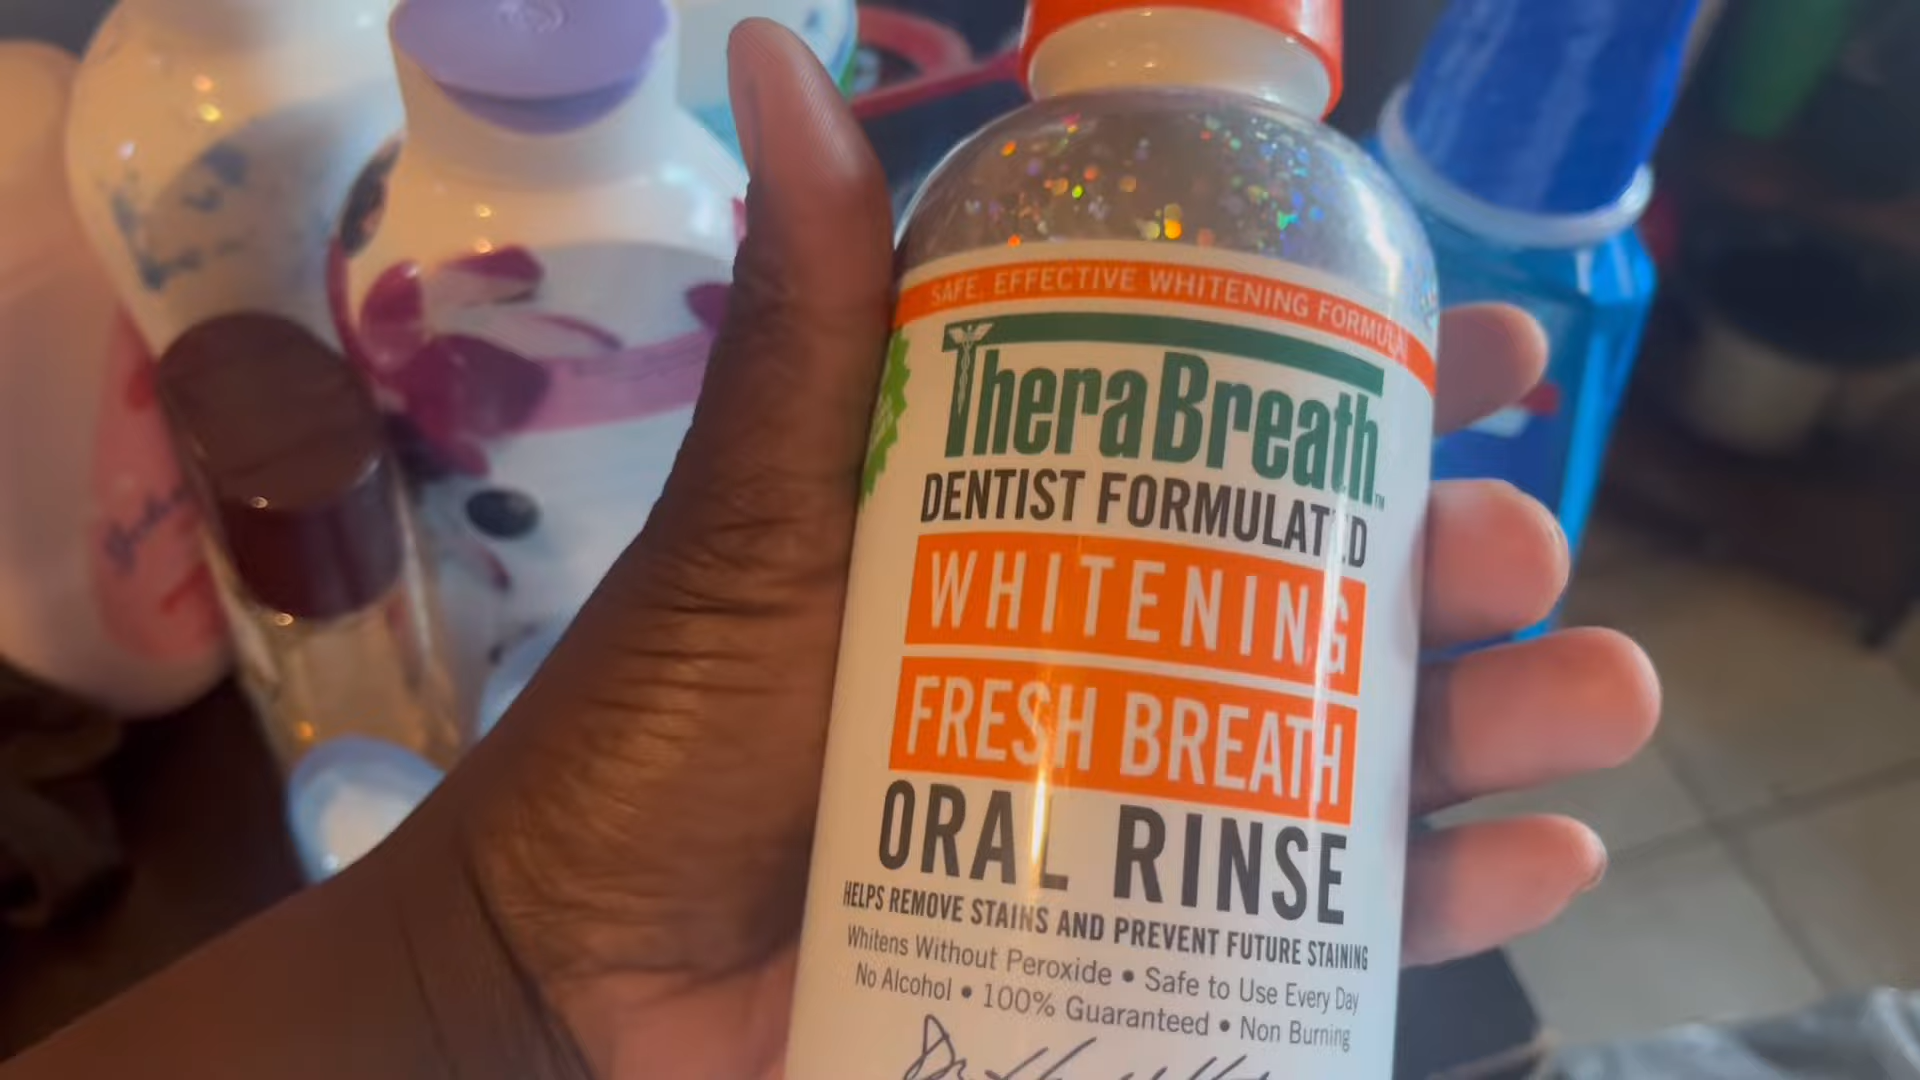 SAFE, EFFECTIVE WHITENING FORMULA
TheraBreath™
DENTIST FORMULATED
WHITENING
FRESH BREATH
ORAL RINSE
HELPS REMOVE STAINS AND PREVENT FUTURE STAINING
Whitens Without Peroxide • Safe to Use Every Day
No Alcohol • 100% Guaranteed • Non Burning